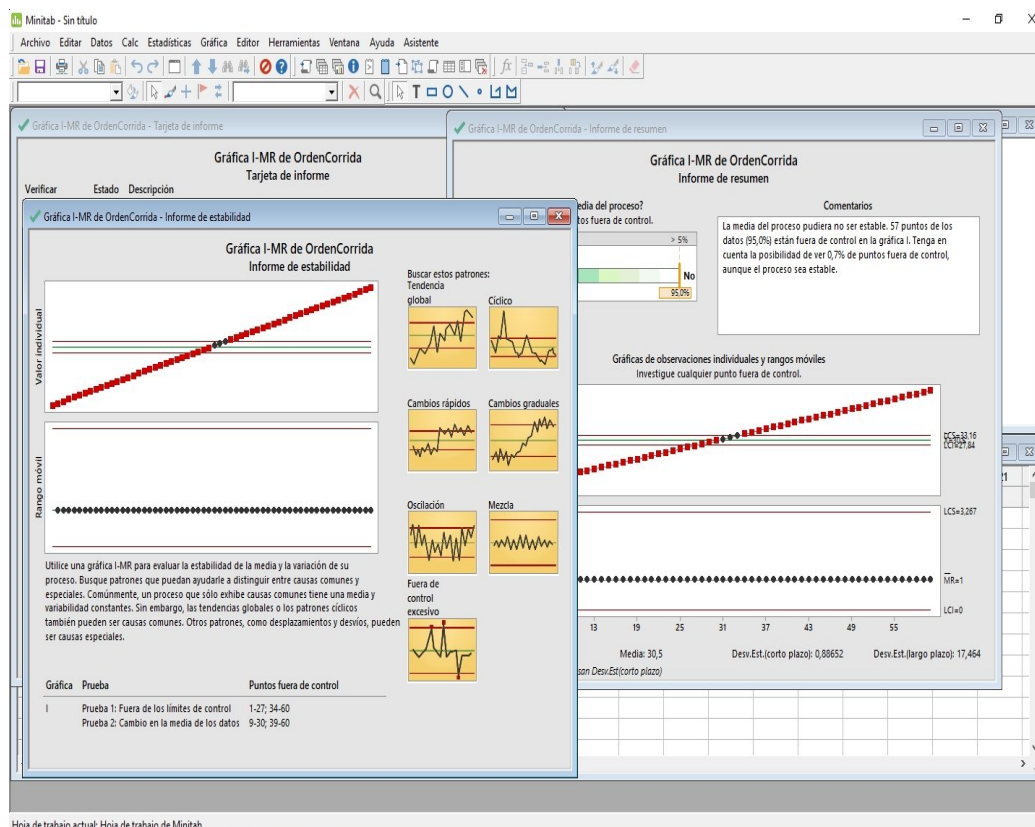 Minitab - Sin título
Archivo Editar Datos Calc Estadísticas Gráfica Editor Herramientas Ventana Ayuda Asistente
Gráfica I-MR de OrdenCorrida - Tarjeta de informe
Gráfica I-MR de OrdenCorrida
Tarjeta de informe
Verificar Estado Descripción
Gráfica I-MR de OrdenCorrida - Informe de resumen
Gráfica I-MR de OrdenCorrida
Informe de resumen
edia del proceso?
tos fuera de control.
> 5%
No
95,0%
Comentarios
La media del proceso pudiera no ser estable. 57 puntos de los
datos (95,0%) están fuera de control en la gráfica I. Tenga en
cuenta la posibilidad de ver 0,7% de puntos fuera de control,
aunque el proceso sea estable.
Gráficas de observaciones individuales y rangos móviles
Investigue cualquier punto fuera de control.
LCS=33,16
LCI=27,84
LCS=3,267
MR=1
LCI=0
13 19 25 31 37 43 49 55
Media: 30,5 Desv.Est.(corto plazo): 0,88652 Desv.Est.(largo plazo): 17,464
san Desv.Est(corto plazo)
Gráfica I-MR de OrdenCorrida - Informe de estabilidad
Gráfica I-MR de OrdenCorrida
Informe de estabilidad
Valor individual
Rango móvil
Buscar estos patrones:
Tendencia
global Cíclico
Cambios rápidos Cambios graduales
Oscilación Mezcla
Fuera de
control
excesivo
Utilice una gráfica I-MR para evaluar la estabilidad de la media y la variación de su
proceso. Busque patrones que puedan ayudarle a distinguir entre causas comunes y
especiales. Comúnmente, un proceso que sólo exhibe causas comunes tiene una media y
variabilidad constantes. Sin embargo, las tendencias globales o los patrones cíclicos
también pueden ser causas comunes. Otros patrones, como desplazamientos y desvíos, pueden
ser causas especiales.
Gráfica Prueba Puntos fuera de control
I Prueba 1: Fuera de los límites de control 1-27; 34-60
Prueba 2: Cambio en la media de los datos 9-30; 39-60
Hoja de trabajo actual: Hoja de trabajo de Minitab